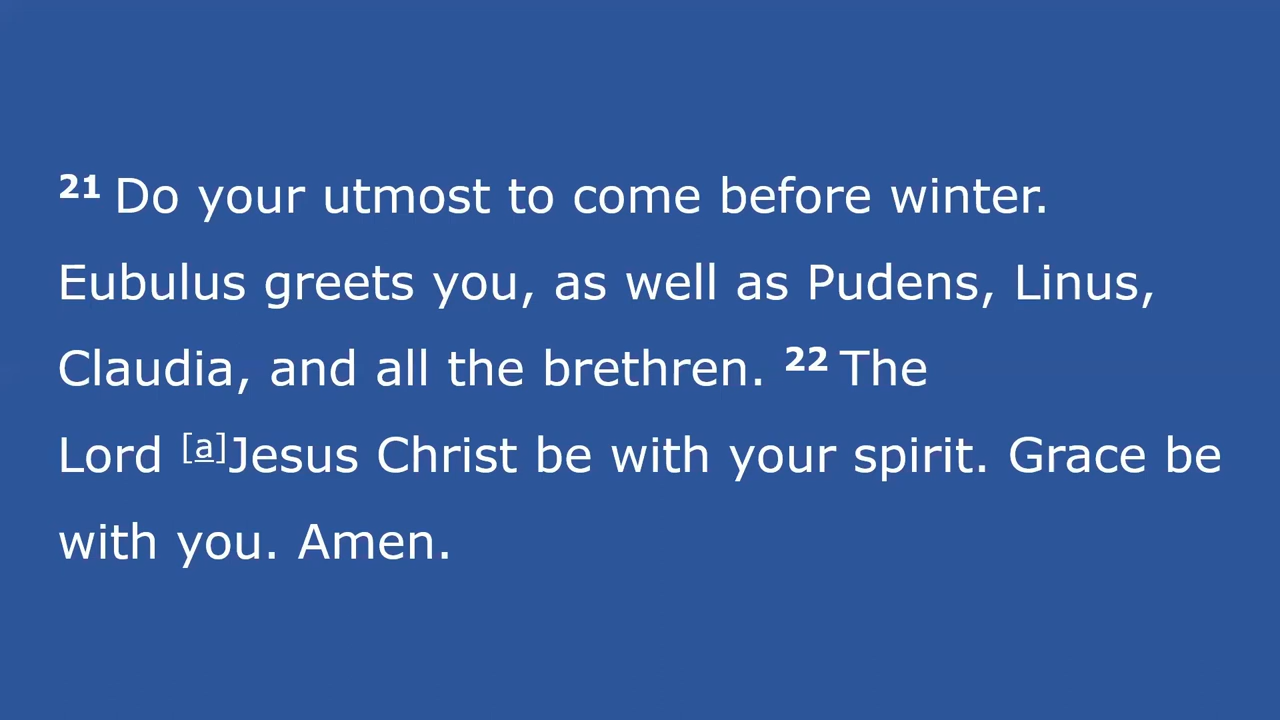 21 Do your utmost to come before winter.
Eubulus greets you, as well as Pudens, Linus,
Claudia, and all the brethren. 22 The
Lord [a]Jesus Christ be with your spirit. Grace be
with you. Amen.